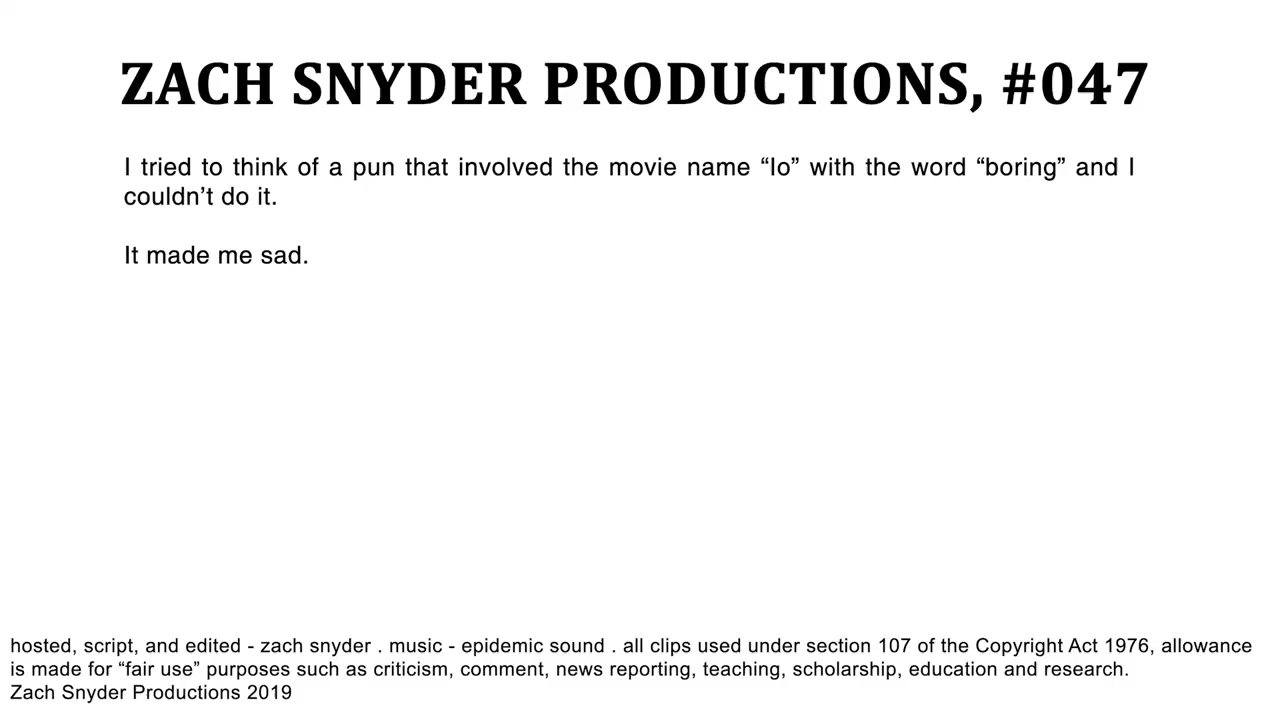 ZACH SNYDER PRODUCTIONS, #047
I tried to think of a pun that involved the movie name “Io” with the word “boring” and I
couldn’t do it.
It made me sad.
hosted, script, and edited - zach snyder . music - epidemic sound . all clips used under section 107 of the Copyright Act 1976, allowance
is made for “fair use” purposes such as criticism, comment, news reporting, teaching, scholarship, education and research.
Zach Snyder Productions 2019